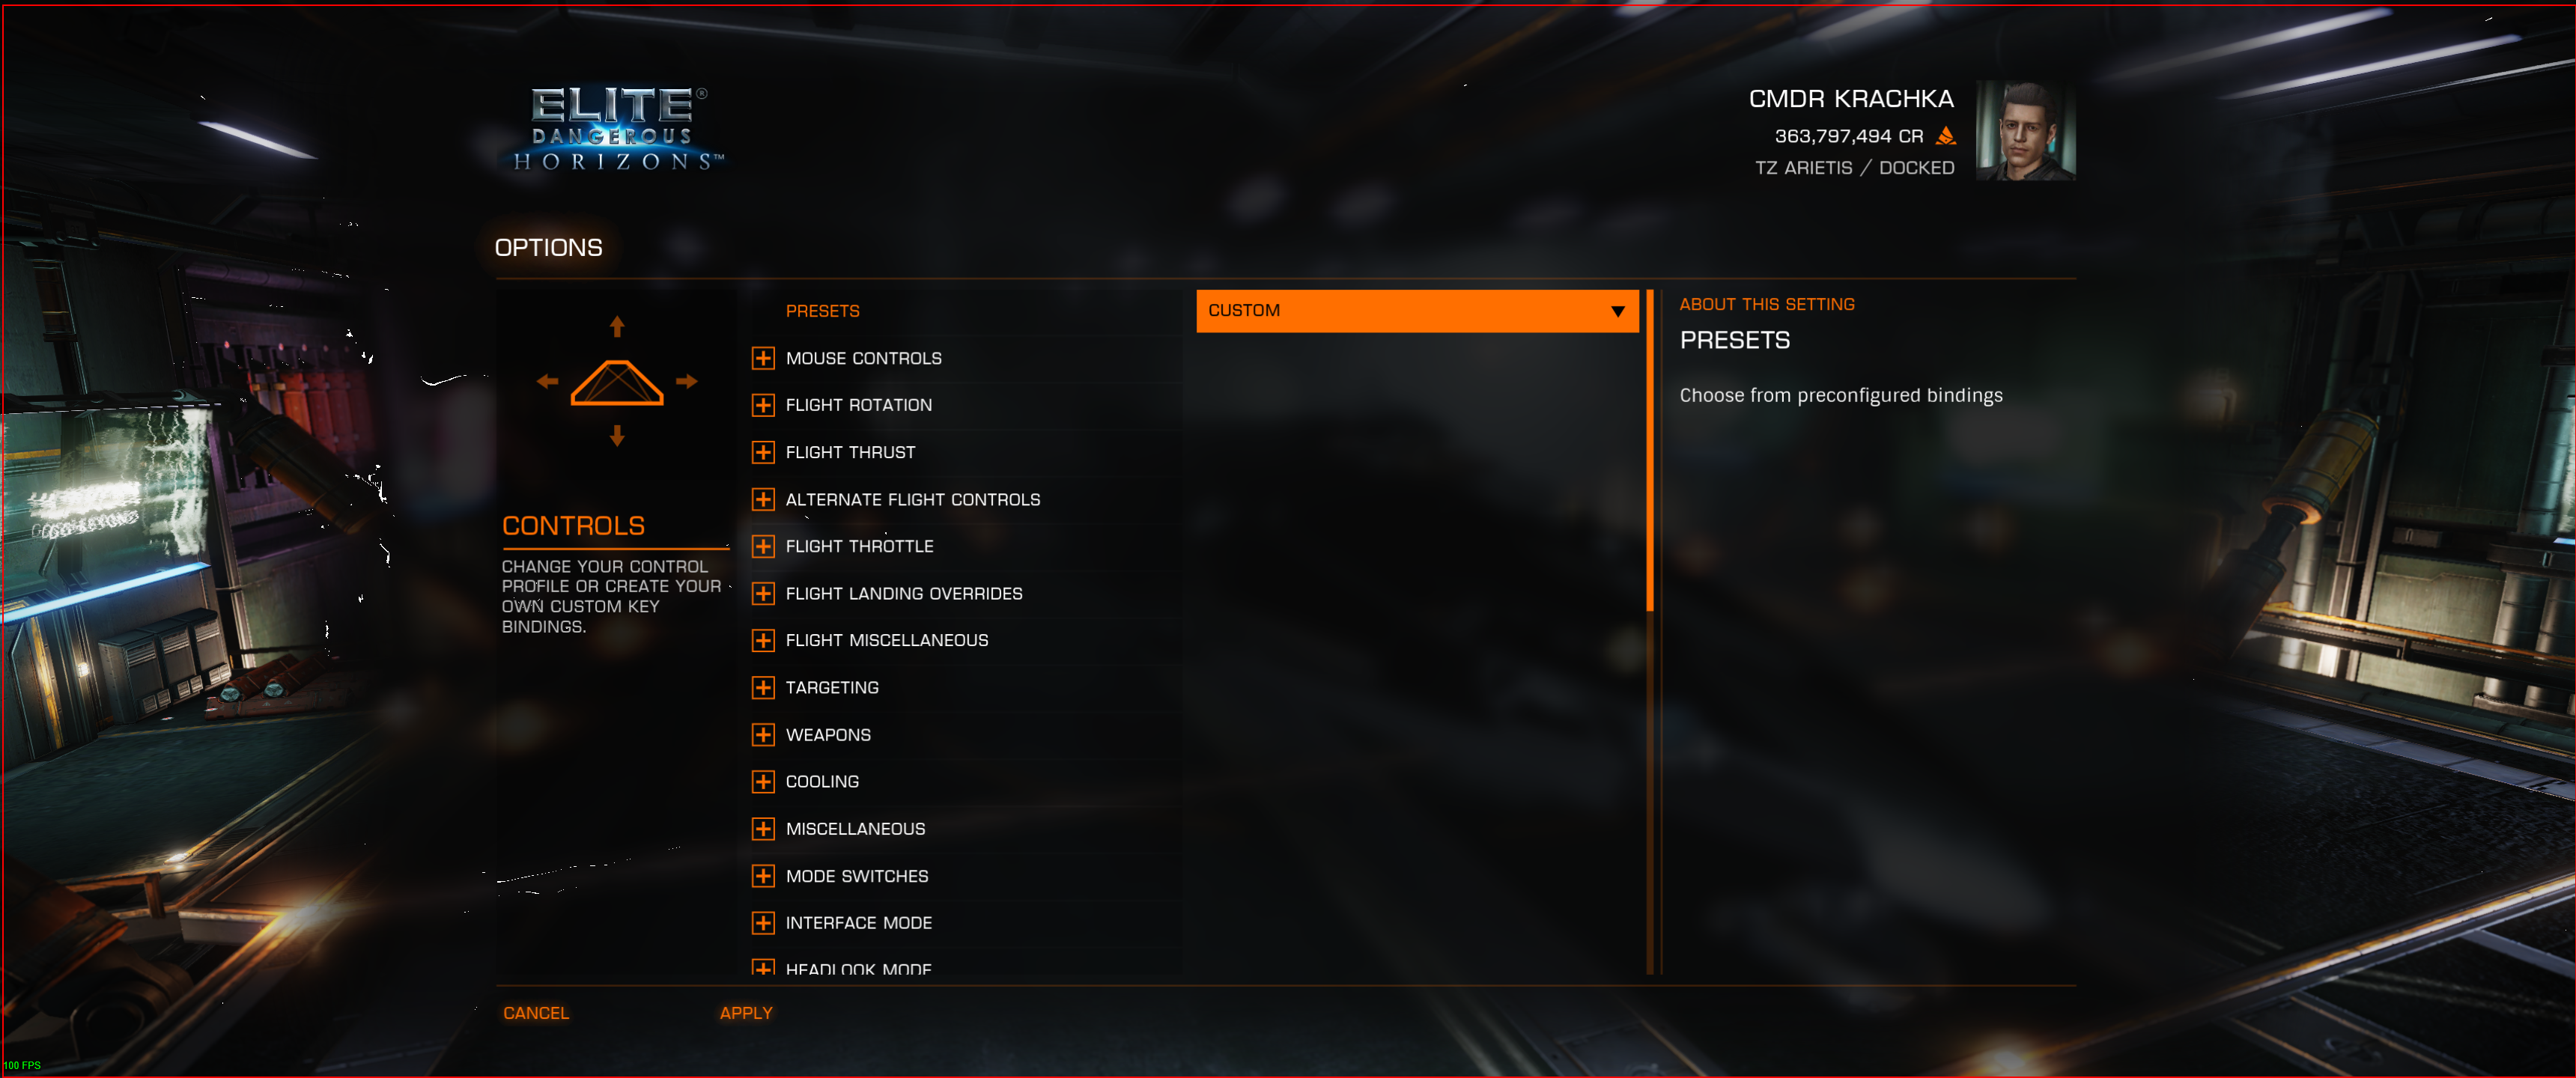 ELITE®
DANGEROUS
HORIZONS™
CMDR KRACHKA
363,797,494 CR
TZ ARIETIS / DOCKED
OPTIONS
CONTROLS
CHANGE YOUR CONTROL
PROFILE OR CREATE YOUR
OWN CUSTOM KEY
BINDINGS.
PRESETS
CUSTOM
MOUSE CONTROLS
FLIGHT ROTATION
FLIGHT THRUST
ALTERNATE FLIGHT CONTROLS
FLIGHT THROTTLE
FLIGHT LANDING OVERRIDES
FLIGHT MISCELLANEOUS
TARGETING
WEAPONS
COOLING
MISCELLANEOUS
MODE SWITCHES
INTERFACE MODE
HEADLOOK MODE
ABOUT THIS SETTING
PRESETS
Choose from preconfigured bindings
CANCEL
APPLY
100 FPS